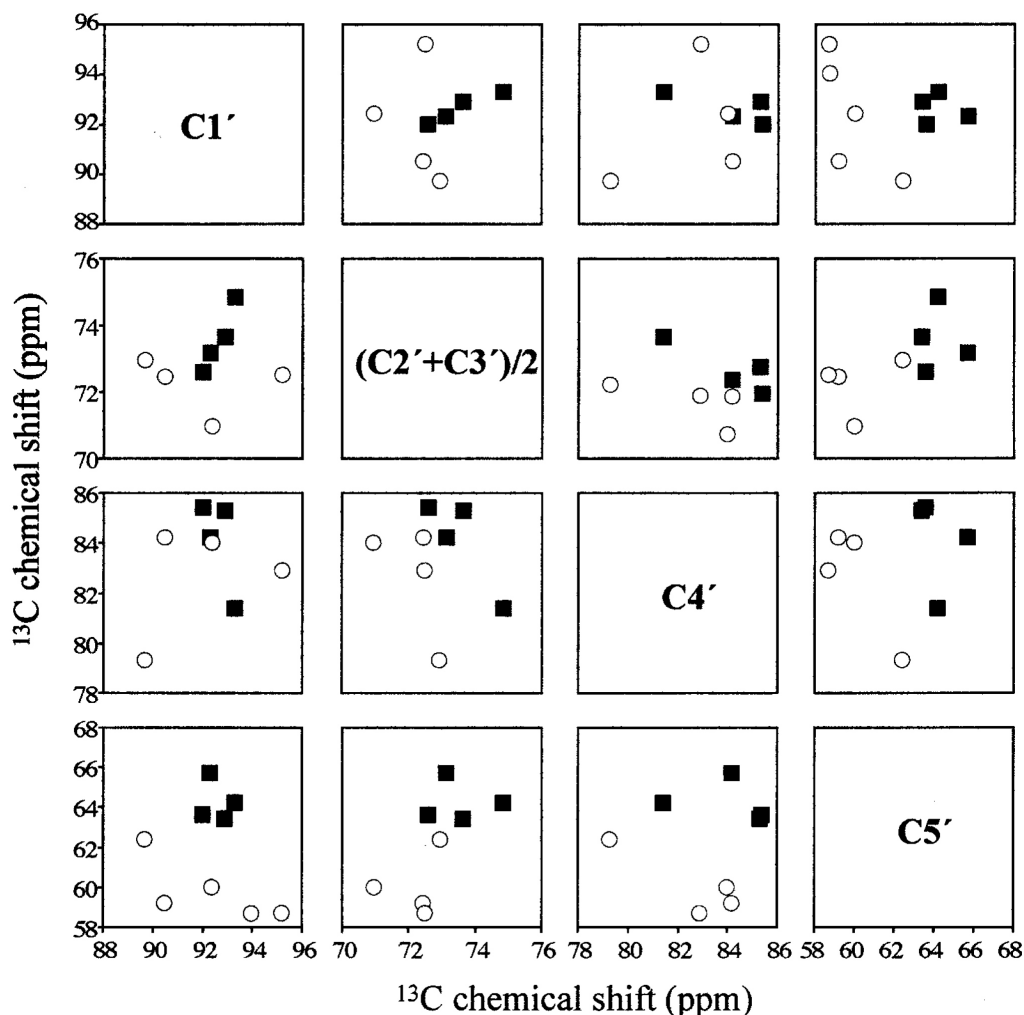 96
94
92
90
88
C1´
76
74
72
70
(C2´+C3´)/2
86
84
82
80
78
C4´
68
66
64
62
60
58
C5´
88 90 92 94 96
70 72 74 76
78 80 82 84 86
58 60 62 64 66 68
¹³C chemical shift (ppm)
¹³C chemical shift (ppm)